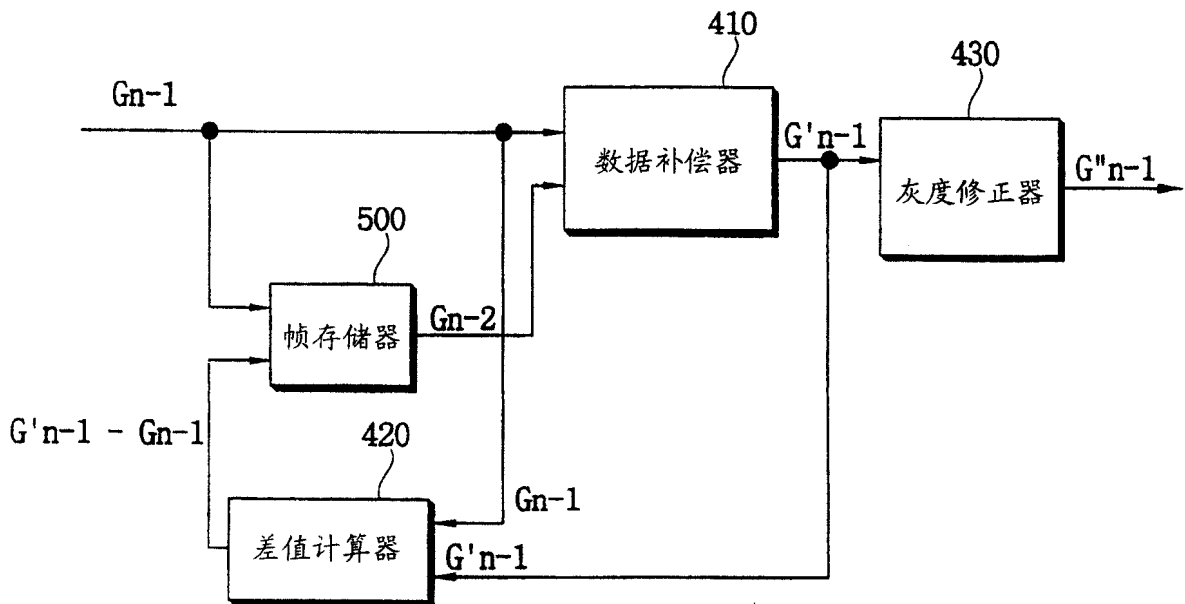 410
430
Gn-1
G'n-1
数据补偿器
灰度修正器
G"n-1
500
帧存储器
Gn-2
G'n-1 - Gn-1
420
Gn-1
差值计算器
G'n-1